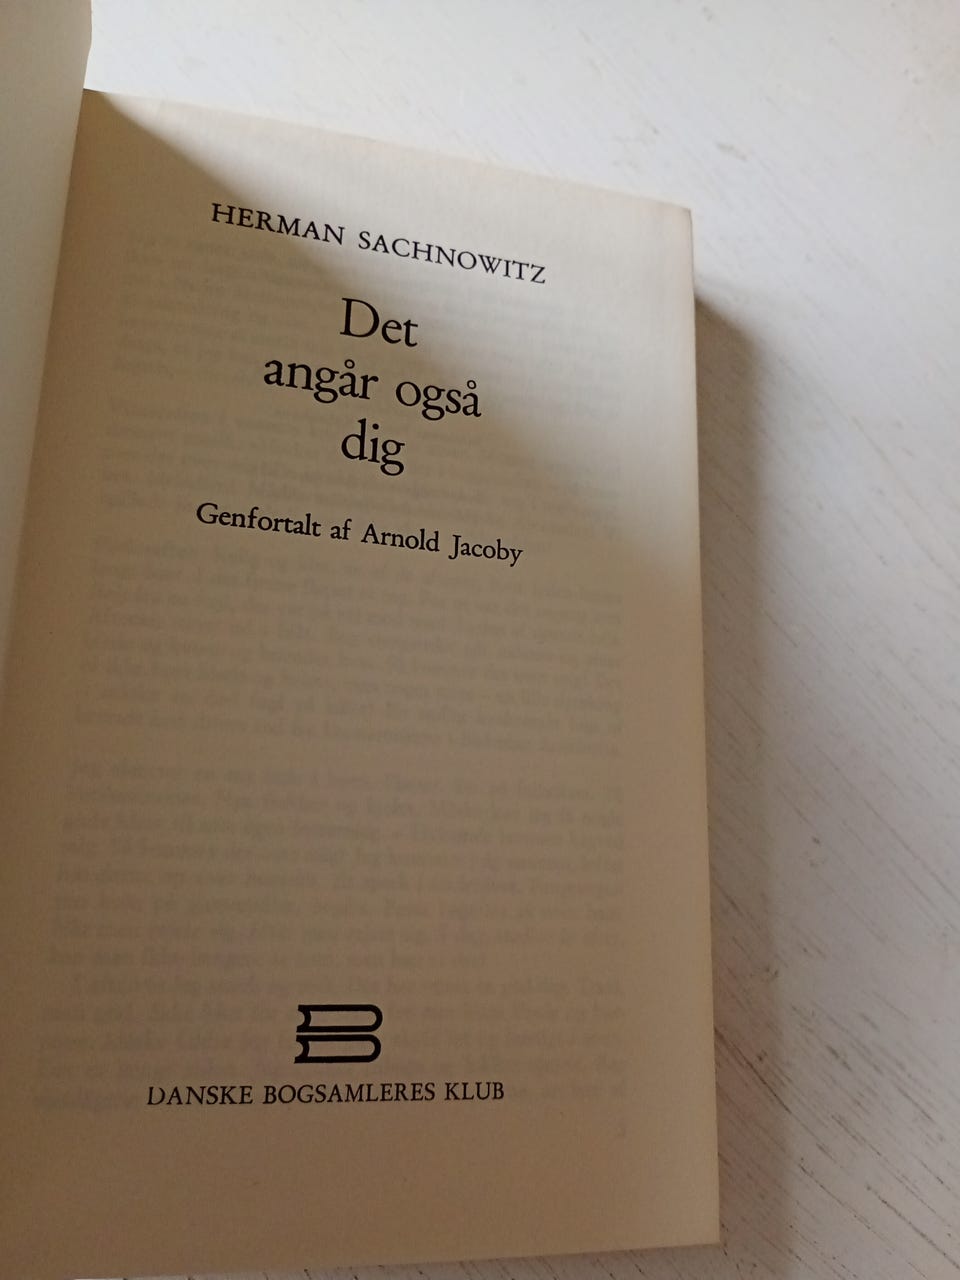 HERMAN SACHNOWITZ
Det
angår også
dig
Genfortalt af Arnold Jacoby
DANSKE BOGSAMLERES KLUB